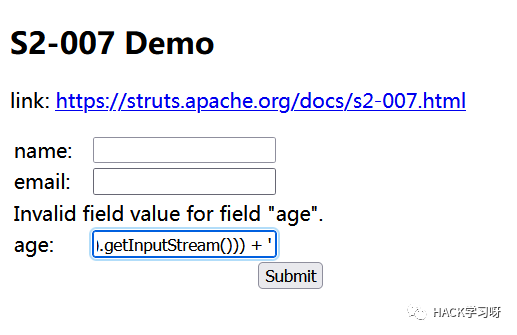 S2-007 Demo
link: https://struts.apache.org/docs/s2-007.html
name:
email:
Invalid field value for field "age".
age: ).getInputStream())) + '
Submit
HACK学习呀